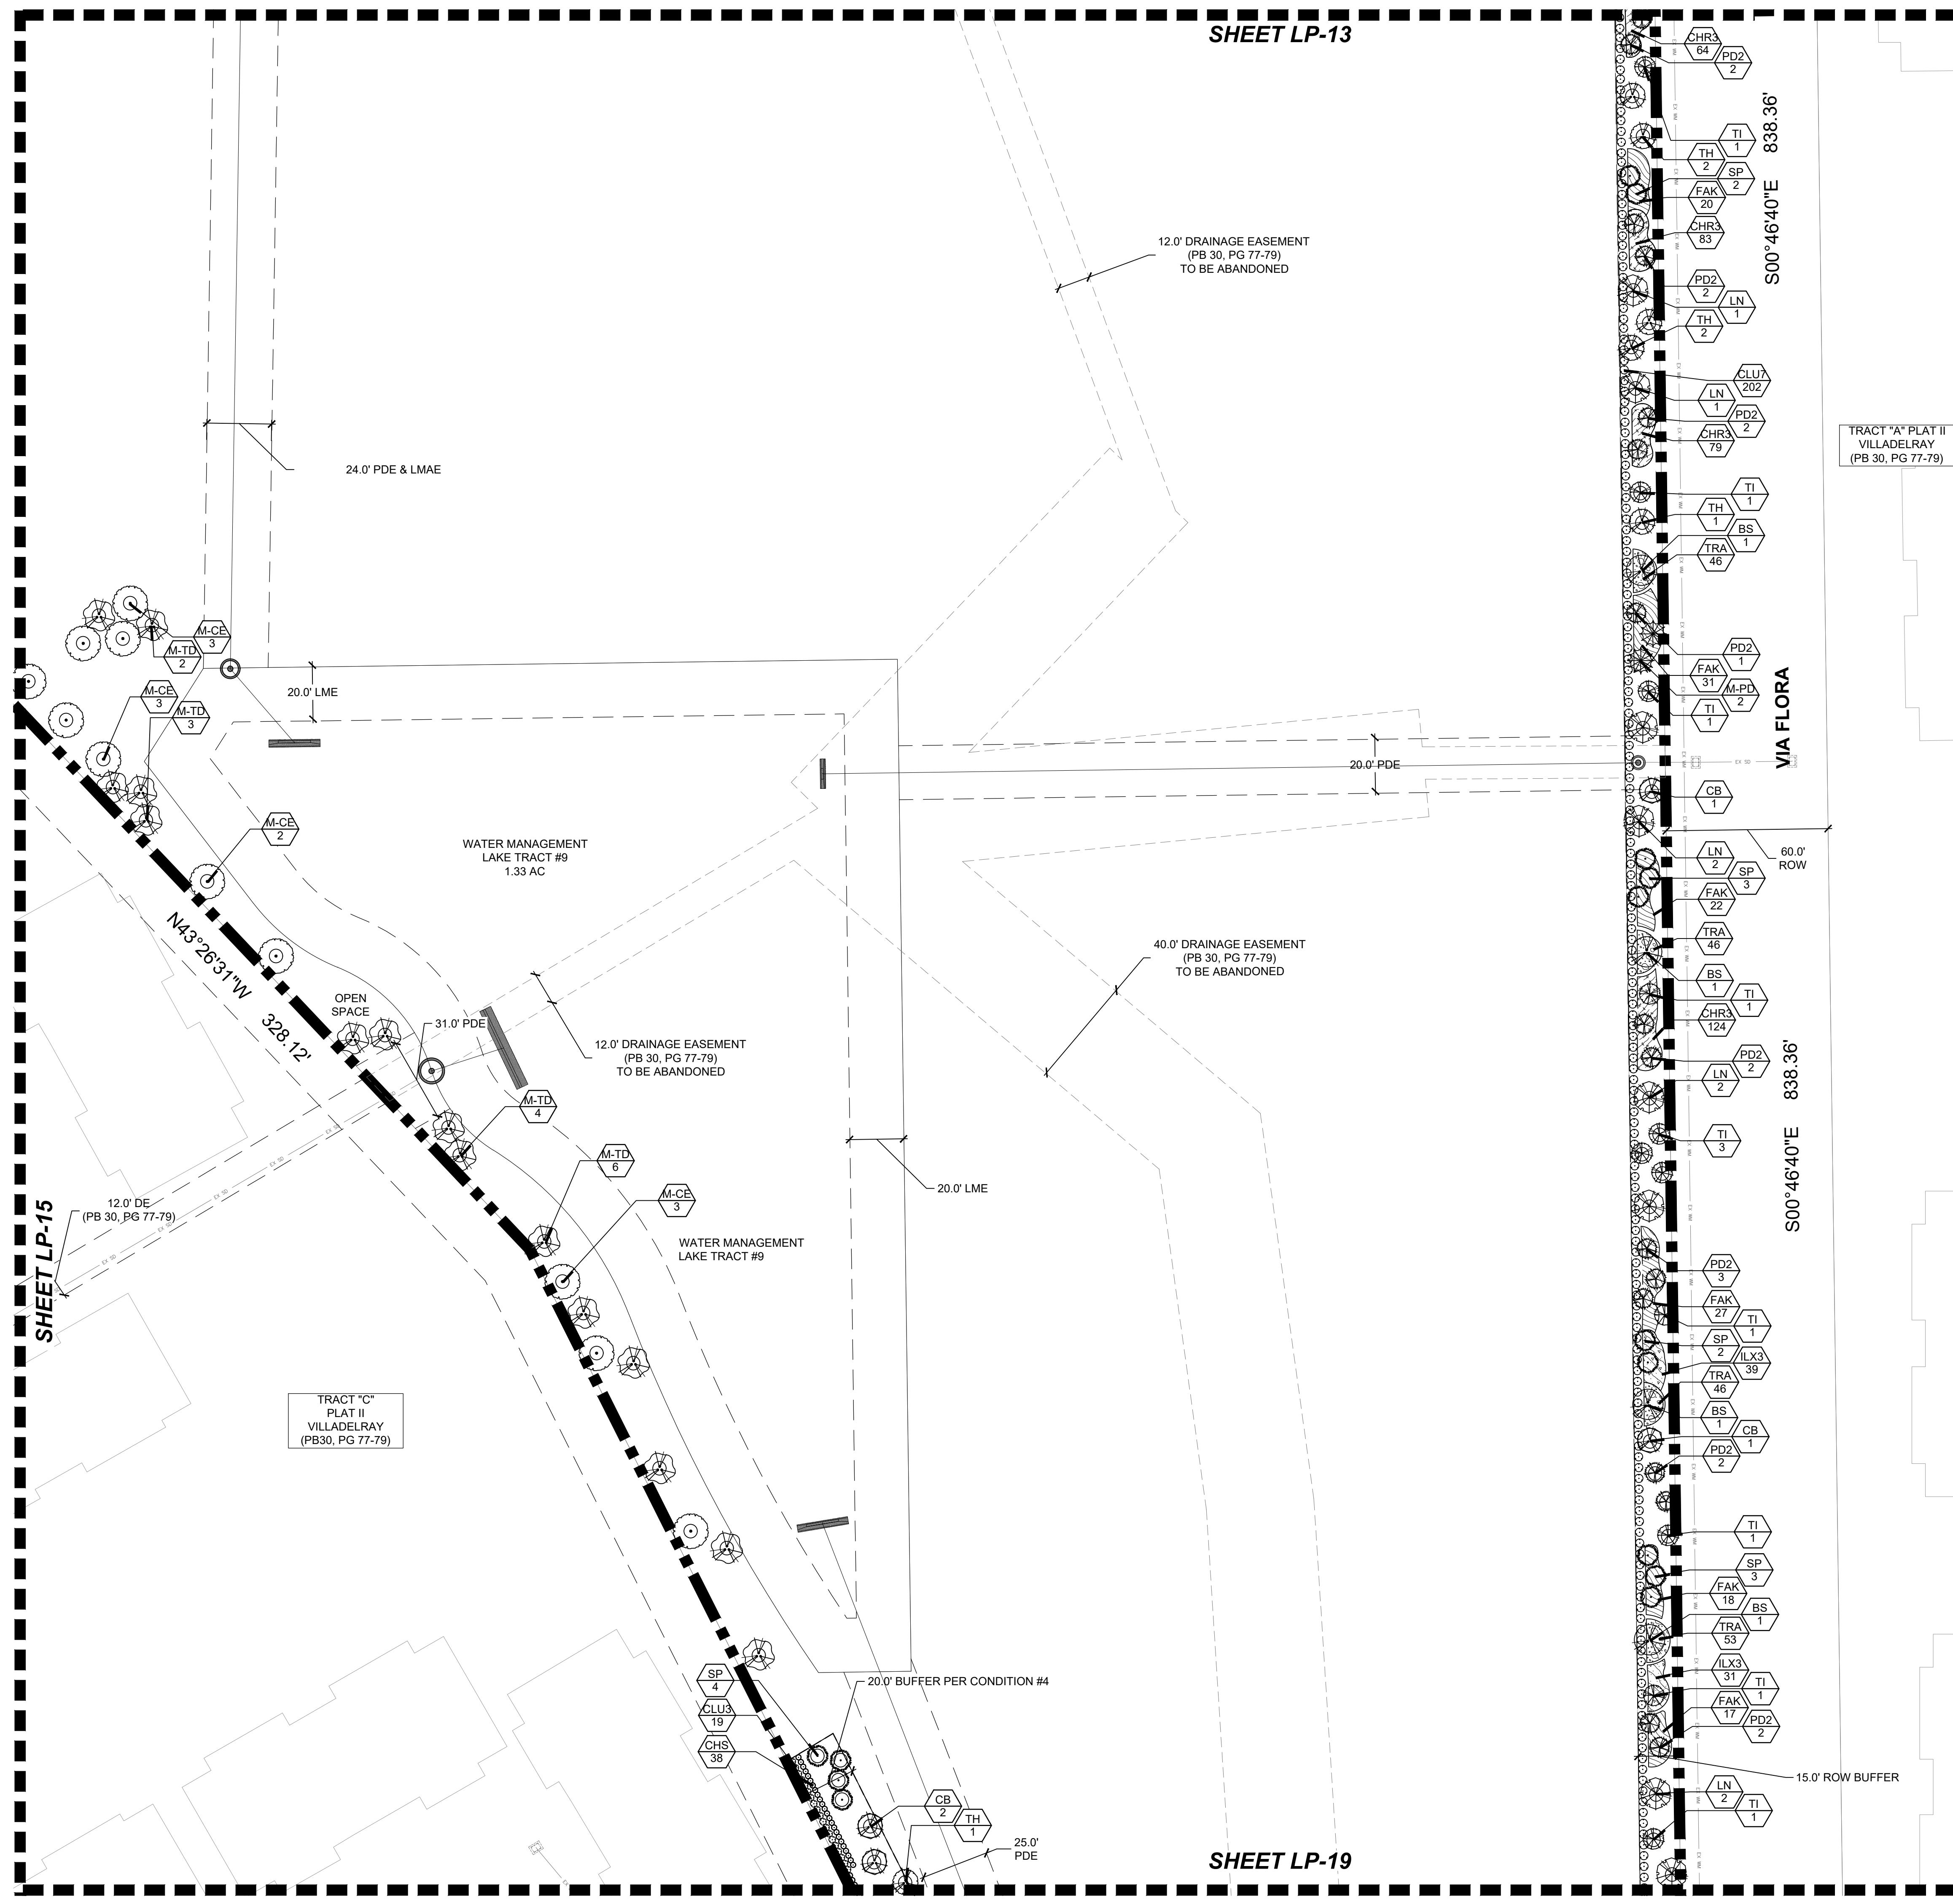 SHEET LP-13
CHR3
64
PD2
2
838.36'
S00°46'40"E
TI
1
TH
2
SP
2
FAK
20
CHR3
83
12.0' DRAINAGE EASEMENT
(PB 30, PG 77-79)
TO BE ABANDONED
PD2
2
LN
1
TH
2
CLU7
202
LN
1
PD2
2
CHR3
79
TRACT "A" PLAT II
VILLADELRAY
(PB 30, PG 77-79)
24.0' PDE & LMAE
TI
1
TH
1
BS
1
TRA
46
M-CE
3
M-TD
2
PD2
1
FAK
31
M-PD
2
TI
1
VIA FLORA
20.0' LME
M-CE
3
M-TD
3
20.0' PDE
EX SD
CB
1
M-CE
2
WATER MANAGEMENT
LAKE TRACT #9
1.33 AC
60.0'
ROW
LN
2
SP
3
FAK
22
TRA
46
N43°26'31"W
328.12'
40.0' DRAINAGE EASEMENT
(PB 30, PG 77-79)
TO BE ABANDONED
BS
1
TI
1
CHR3
124
OPEN
SPACE
31.0' PDE
12.0' DRAINAGE EASEMENT
(PB 30, PG 77-79)
TO BE ABANDONED
PD2
2
LN
2
838.36'
S00°46'40"E
M-TD
4
TI
3
M-TD
6
M-CE
3
20.0' LME
EX SD
EX SD
EX SD
EX SD
EX SD
12.0' DE
(PB 30, PG 77-79)
SHEET LP-15
WATER MANAGEMENT
LAKE TRACT #9
PD2
3
FAK
27
TI
1
SP
2
ILX3
39
TRA
46
BS
1
CB
1
PD2
2
TRACT "C"
PLAT II
VILLADELRAY
(PB30, PG 77-79)
TI
1
SP
3
FAK
18
BS
1
TRA
53
ILX3
31
TI
1
FAK
17
PD2
2
SP
4
20.0' BUFFER PER CONDITION #4
CLU3
19
CHS
38
15.0' ROW BUFFER
LN
2
TI
1
CB
2
TH
1
25.0'
PDE
SHEET LP-19